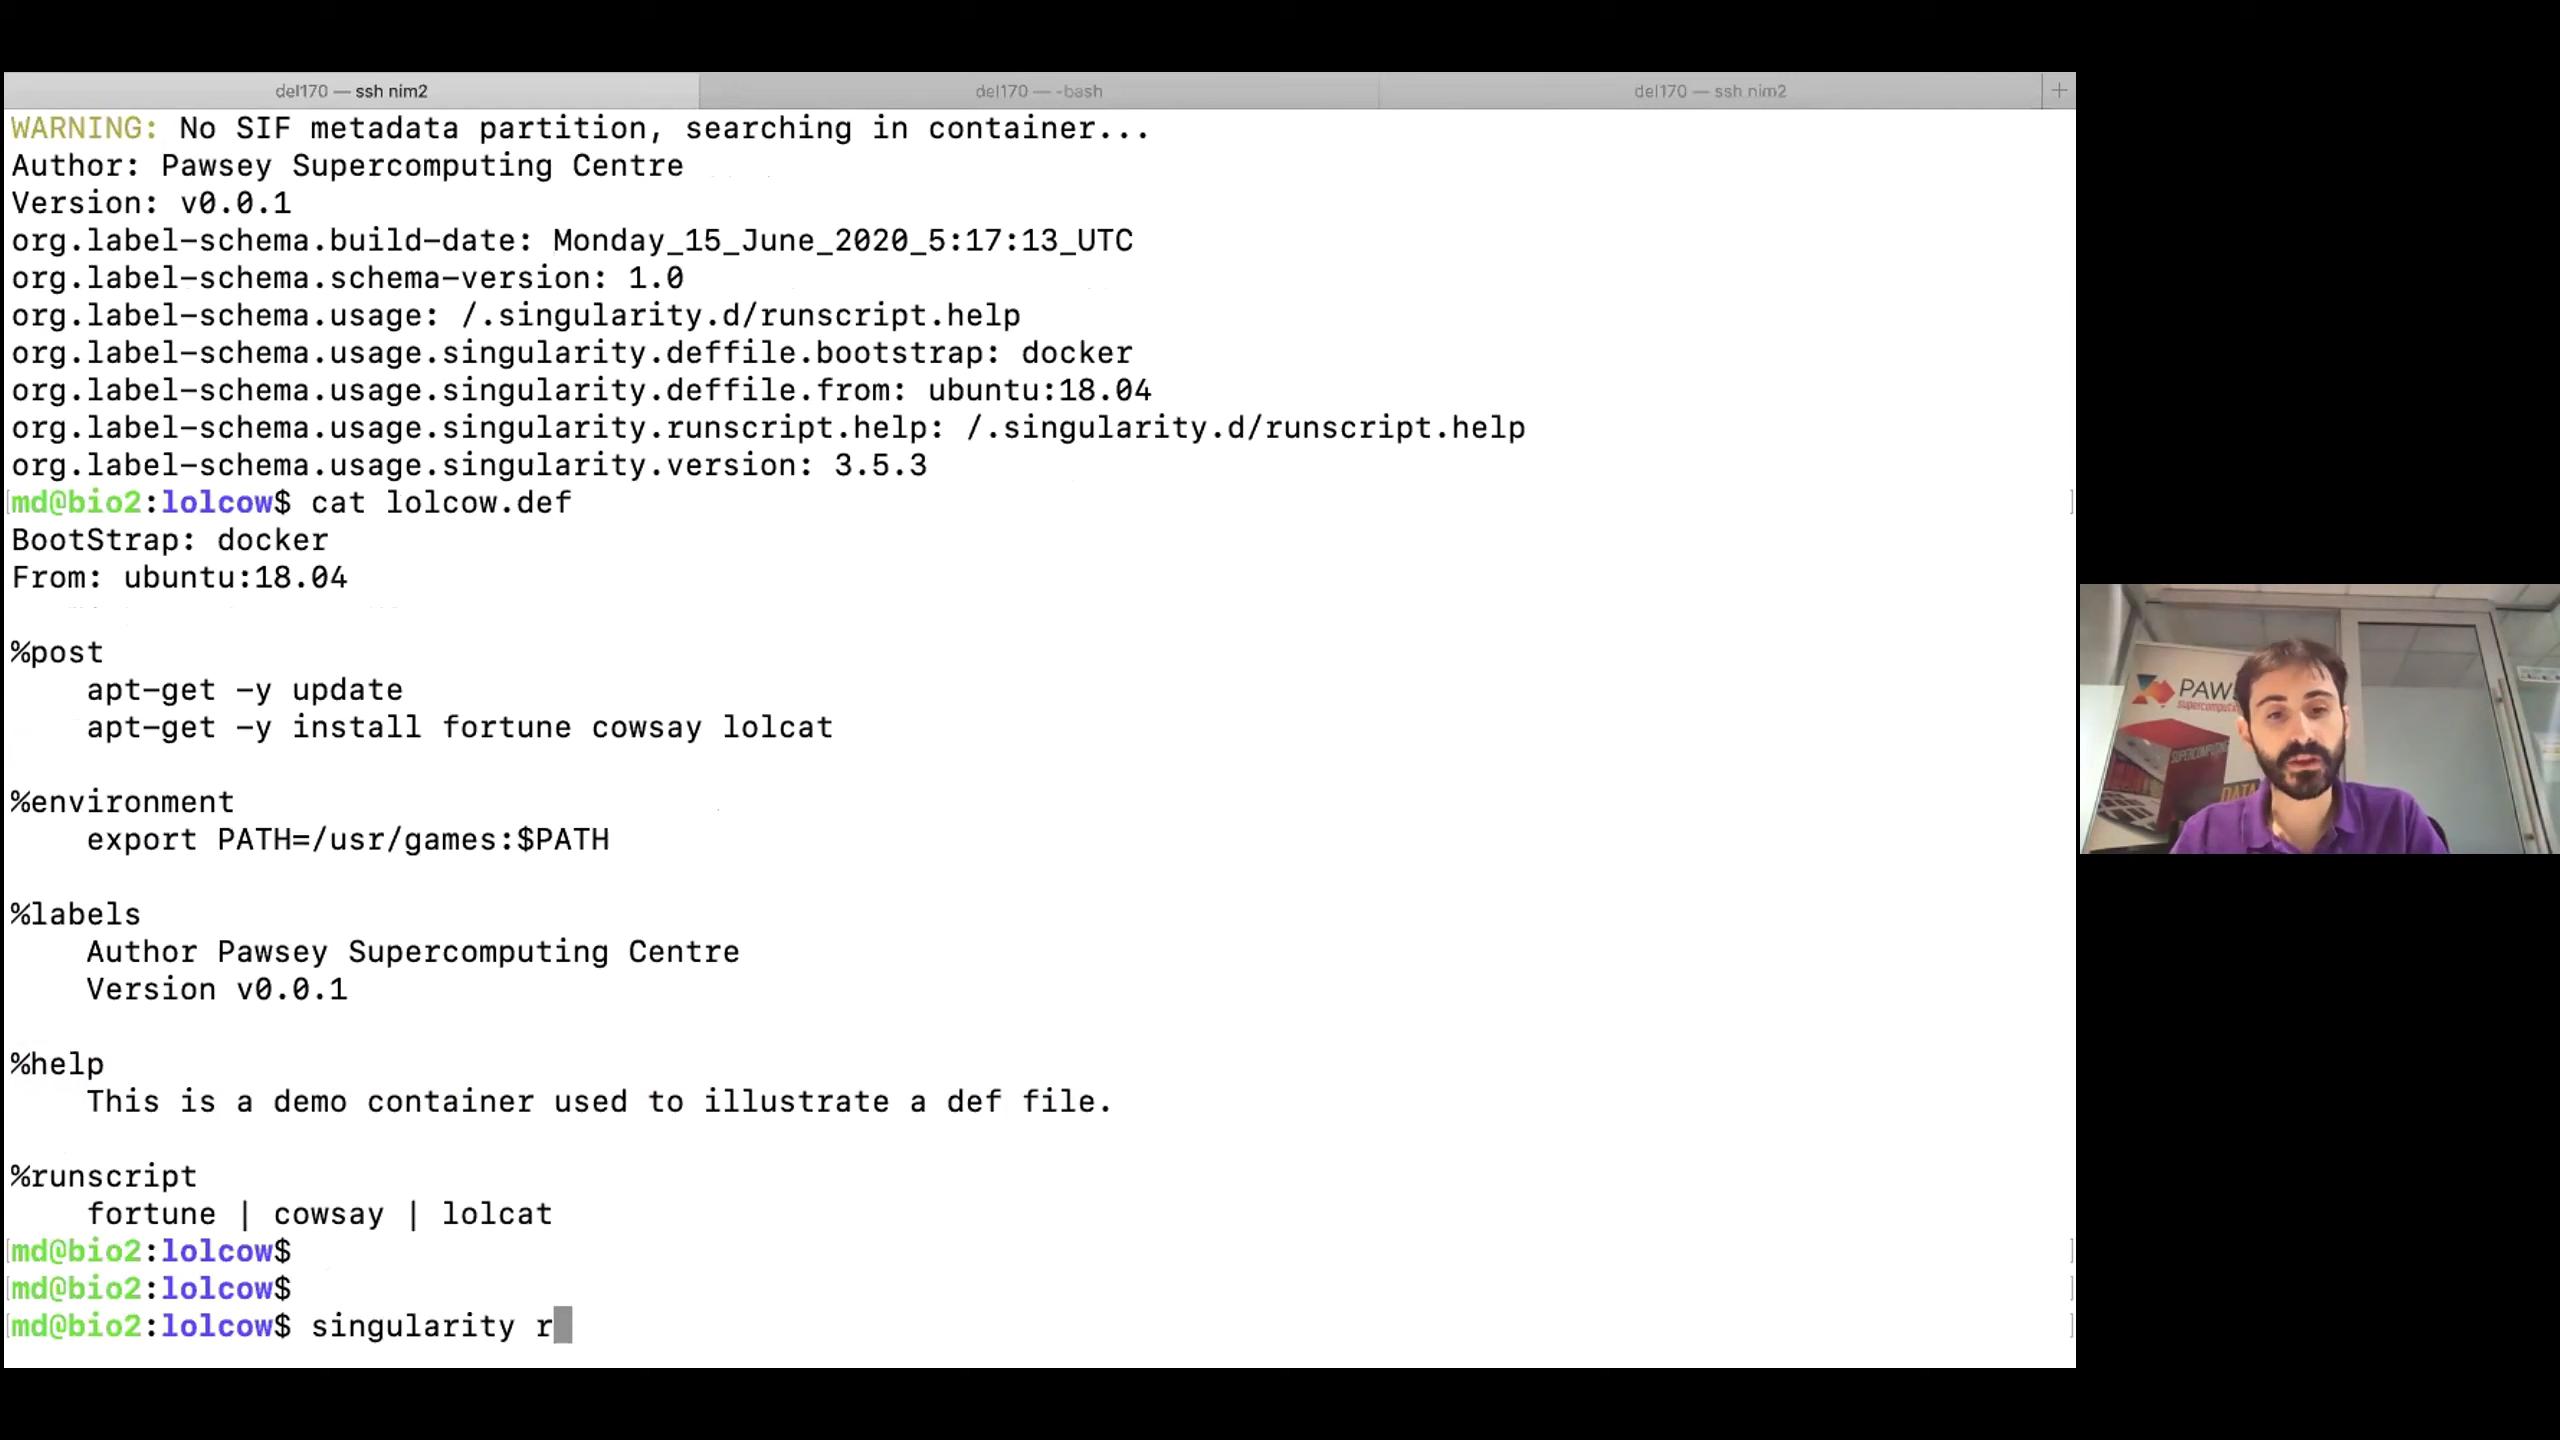 del170 — ssh nim2
del170 — -bash
del170 — ssh nim2
WARNING: No SIF metadata partition, searching in container...
Author: Pawsey Supercomputing Centre
Version: v0.0.1
org.label-schema.build-date: Monday_15_June_2020_5:17:13_UTC
org.label-schema.schema-version: 1.0
org.label-schema.usage: /.singularity.d/runscript.help
org.label-schema.usage.singularity.deffile.bootstrap: docker
org.label-schema.usage.singularity.deffile.from: ubuntu:18.04
org.label-schema.usage.singularity.runscript.help: /.singularity.d/runscript.help
org.label-schema.usage.singularity.version: 3.5.3
md@bio2:lolcow$ cat lolcow.def
BootStrap: docker
From: ubuntu:18.04
%post
apt-get -y update
apt-get -y install fortune cowsay lolcat
%environment
export PATH=/usr/games:$PATH
%labels
Author Pawsey Supercomputing Centre
Version v0.0.1
%help
This is a demo container used to illustrate a def file.
%runscript
fortune | cowsay | lolcat
md@bio2:lolcow$
md@bio2:lolcow$
md@bio2:lolcow$ singularity r
PAW
SUPERCOMPUTING
DATA